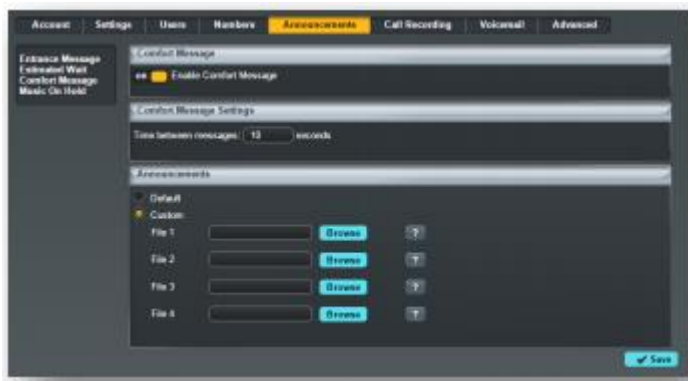 Account Settings Users Numbers Announcements Call Recording Voicemail Advanced
Entrance Message
Estimated Wait
Comfort Message
Music On Hold
Comfort Message
on Enable Comfort Message
Comfort Message Settings
Time between messages: 10 seconds
Announcements
Default
Custom
File 1 Browse ?
File 2 Browse ?
File 3 Browse ?
File 4 Browse ?
Save